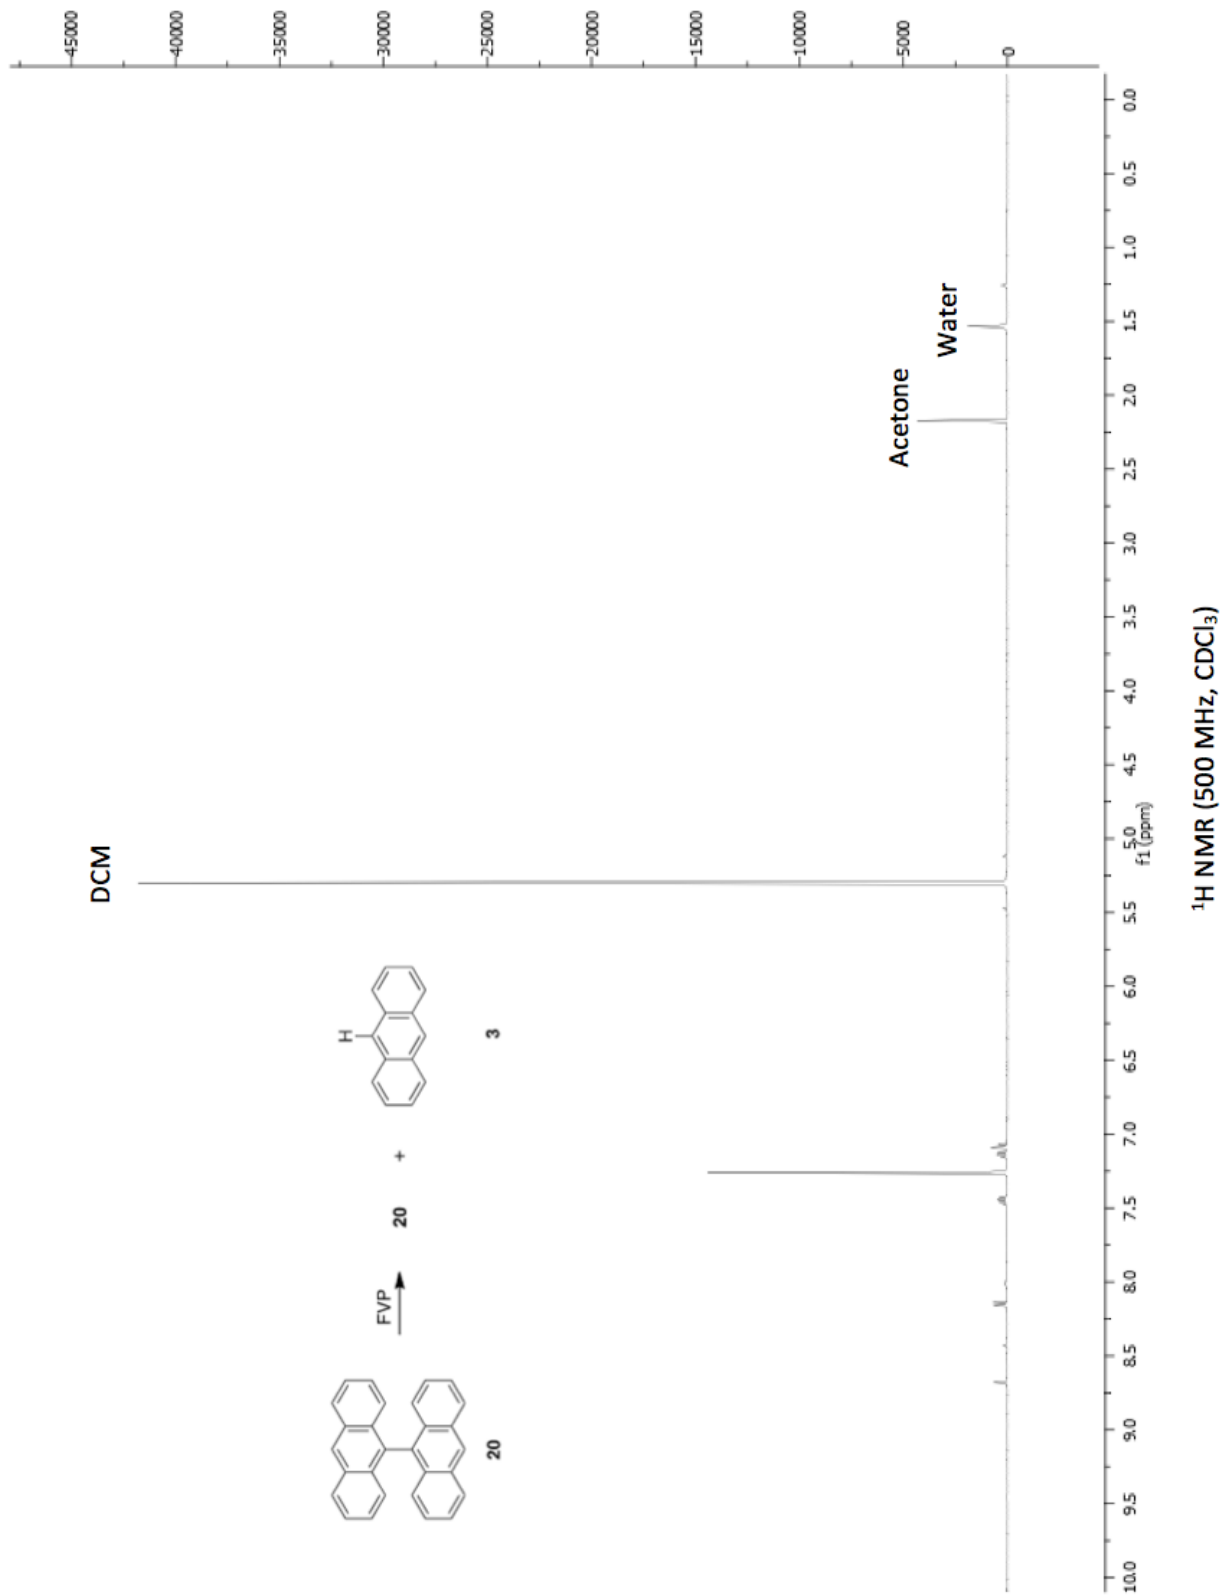 DCM
Acetone
Water
FVP
20
20
+
H
3
45000
40000
35000
30000
25000
20000
15000
10000
5000
0
10.0 9.5 9.0 8.5 8.0 7.5 7.0 6.5 6.0 5.5 5.0 4.5 4.0 3.5 3.0 2.5 2.0 1.5 1.0 0.5 0.0
f1 (ppm)
¹H NMR (500 MHz, CDCl₃)